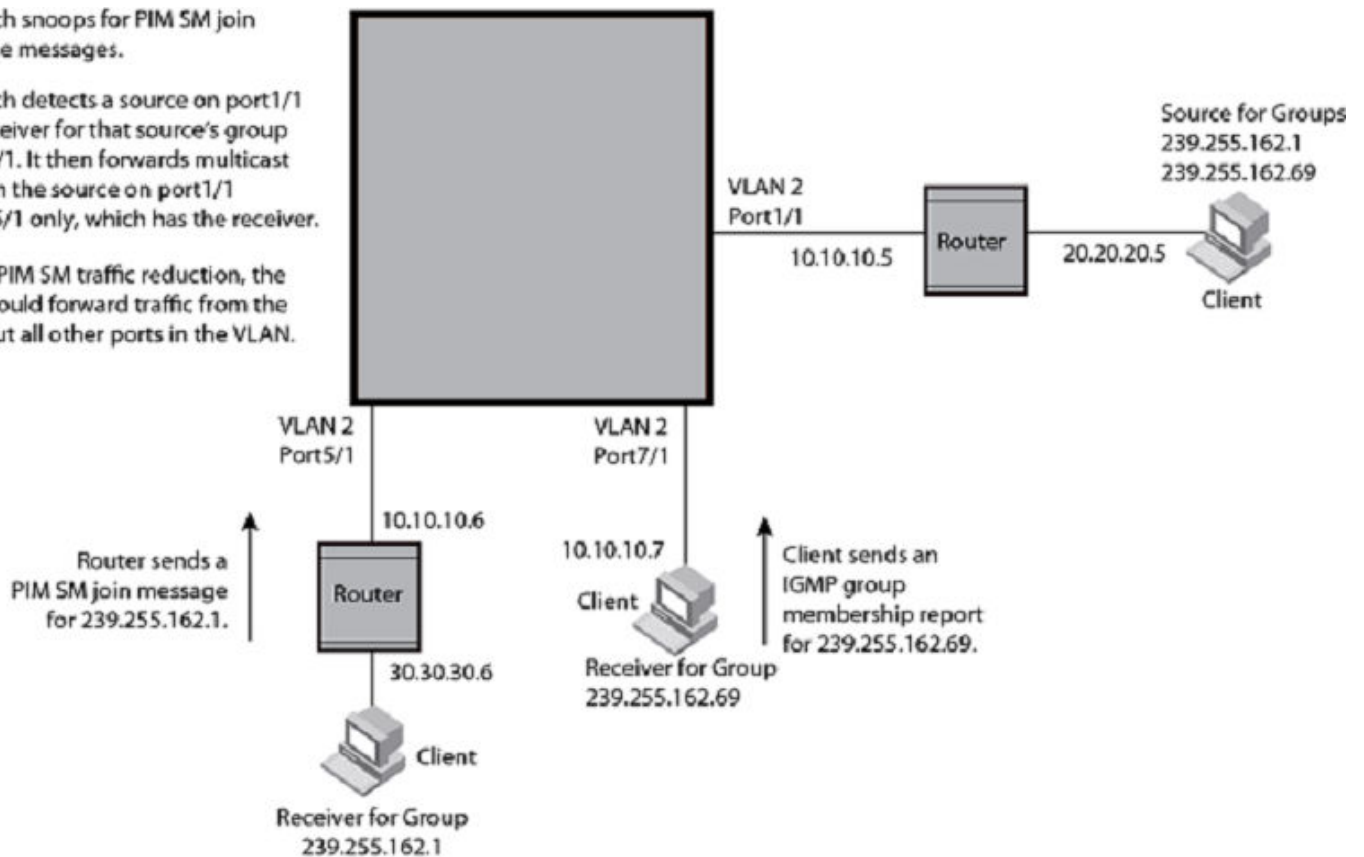 th snoops for PIM SM join
e messages.
th detects a source on port1/1
eiver for that source's group
/1. It then forwards multicast
n the source on port1/1
5/1 only, which has the receiver.
PIM SM traffic reduction, the
ould forward traffic from the
ut all other ports in the VLAN.
VLAN 2
Port1/1
10.10.10.5
Router
20.20.20.5
Source for Groups
239.255.162.1
239.255.162.69
Client
VLAN 2
Port5/1
VLAN 2
Port7/1
10.10.10.6
Router sends a
PIM SM join message
for 239.255.162.1.
Router
30.30.30.6
Client
Receiver for Group
239.255.162.1
10.10.10.7
Client
Receiver for Group
239.255.162.69
Client sends an
IGMP group
membership report
for 239.255.162.69.